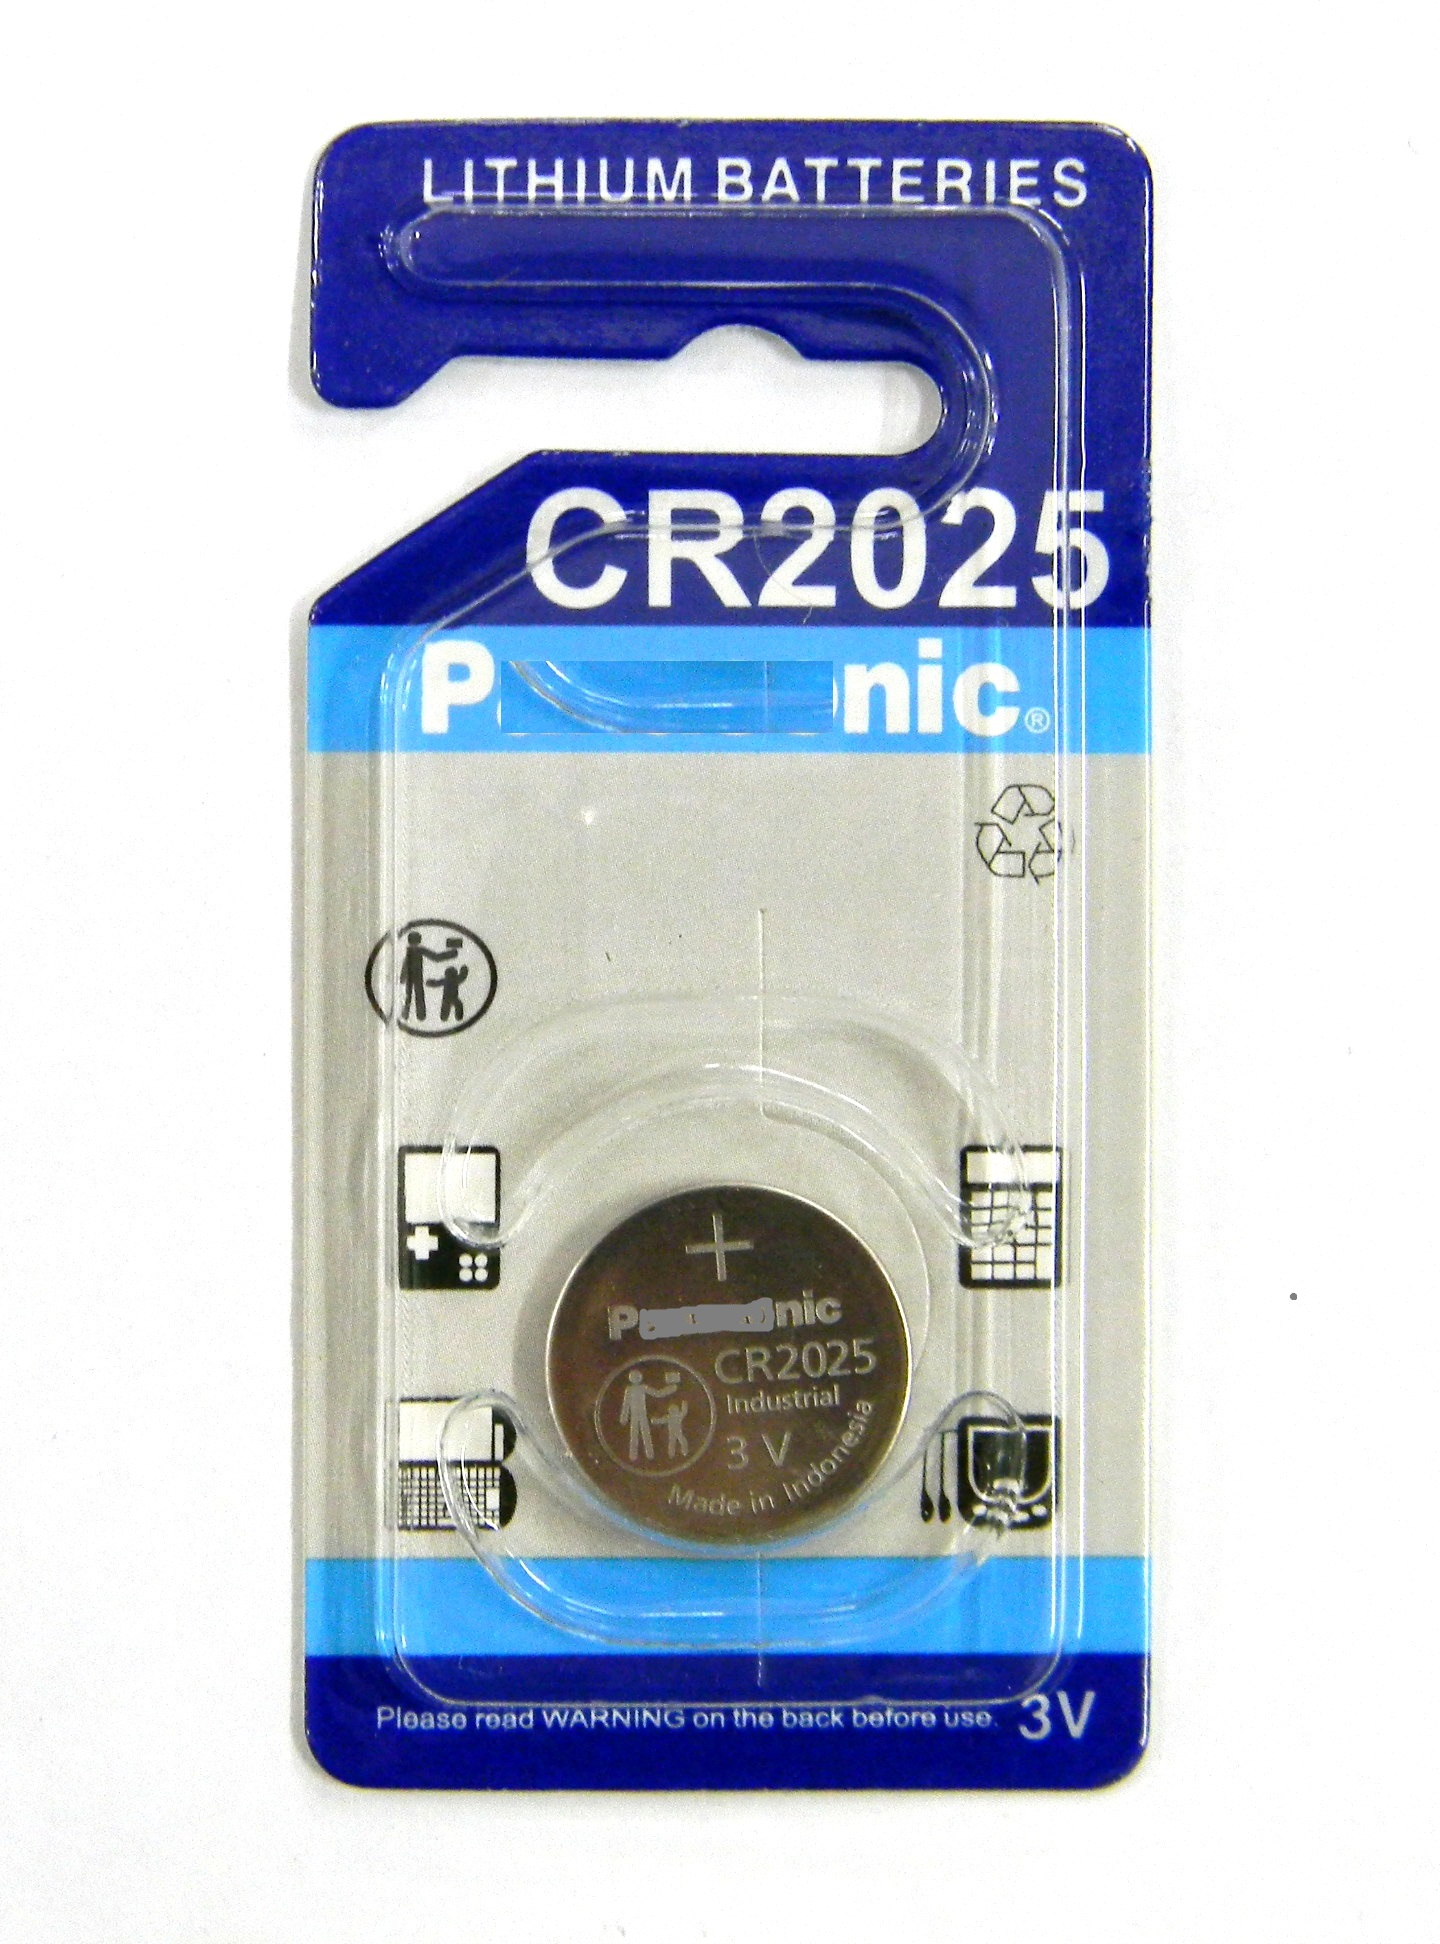 LITHIUM BATTERIES
CR2025
P nic®
+
P nic
CR2025
Industrial
3 V
Made in Indonesia
Please read WARNING on the back before use.
3V